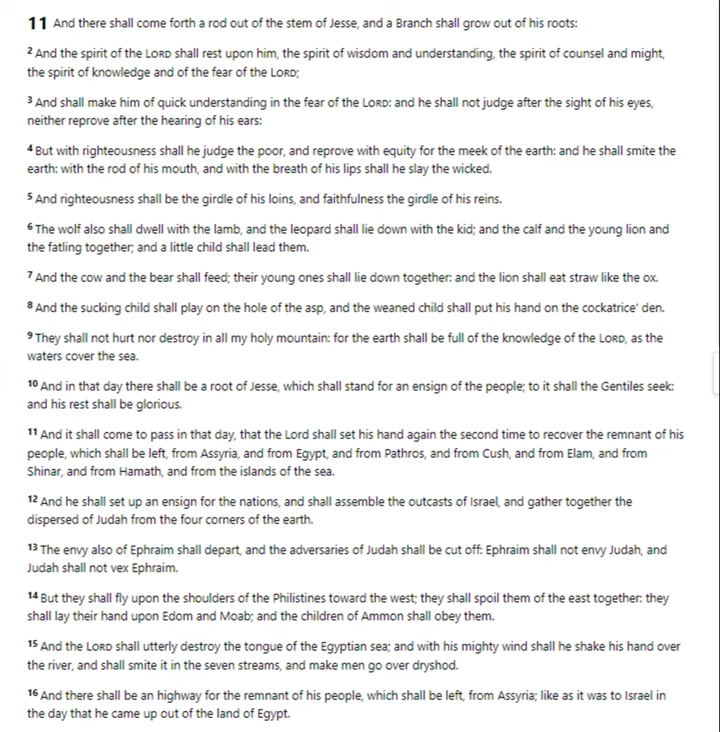 11 And there shall come forth a rod out of the stem of Jesse, and a Branch shall grow out of his roots:
2 And the spirit of the LORD shall rest upon him, the spirit of wisdom and understanding, the spirit of counsel and might,
the spirit of knowledge and of the fear of the LORD;
3 And shall make him of quick understanding in the fear of the LORD: and he shall not judge after the sight of his eyes,
neither reprove after the hearing of his ears:
4 But with righteousness shall he judge the poor, and reprove with equity for the meek of the earth: and he shall smite the
earth: with the rod of his mouth, and with the breath of his lips shall he slay the wicked.
5 And righteousness shall be the girdle of his loins, and faithfulness the girdle of his reins.
6 The wolf also shall dwell with the lamb, and the leopard shall lie down with the kid; and the calf and the young lion and
the fatling together; and a little child shall lead them.
7 And the cow and the bear shall feed; their young ones shall lie down together: and the lion shall eat straw like the ox.
8 And the sucking child shall play on the hole of the asp, and the weaned child shall put his hand on the cockatrice' den.
9 They shall not hurt nor destroy in all my holy mountain: for the earth shall be full of the knowledge of the LORD, as the
waters cover the sea.
10 And in that day there shall be a root of Jesse, which shall stand for an ensign of the people; to it shall the Gentiles seek:
and his rest shall be glorious.
11 And it shall come to pass in that day, that the Lord shall set his hand again the second time to recover the remnant of his
people, which shall be left, from Assyria, and from Egypt, and from Pathros, and from Cush, and from Elam, and from
Shinar, and from Hamath, and from the islands of the sea.
12 And he shall set up an ensign for the nations, and shall assemble the outcasts of Israel, and gather together the
dispersed of Judah from the four corners of the earth.
13 The envy also of Ephraim shall depart, and the adversaries of Judah shall be cut off: Ephraim shall not envy Judah, and
Judah shall not vex Ephraim.
14 But they shall fly upon the shoulders of the Philistines toward the west; they shall spoil them of the east together: they
shall lay their hand upon Edom and Moab; and the children of Ammon shall obey them.
15 And the LORD shall utterly destroy the tongue of the Egyptian sea; and with his mighty wind shall he shake his hand over
the river, and shall smite it in the seven streams, and make men go over dryshod.
16 And there shall be an highway for the remnant of his people, which shall be left, from Assyria; like as it was to Israel in
the day that he came up out of the land of Egypt.